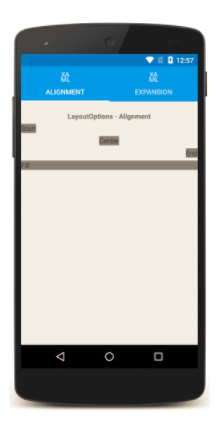 12:57
XA XA
ML ML
ALIGNMENT EXPANSION
LayoutOptions - Alignment
Start
Center
End
Fill